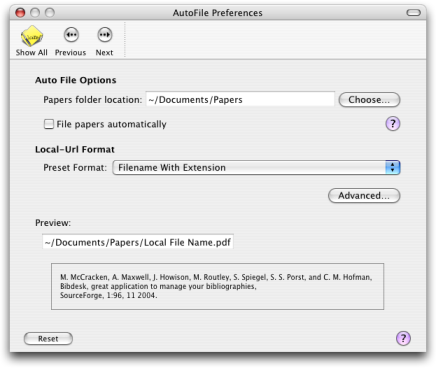 AutoFile Preferences
Show All Previous Next
Auto File Options
Papers folder location: ~/Documents/Papers Choose...
File papers automatically ?
Local-Url Format
Preset Format: Filename With Extension
Advanced...
Preview:
~/Documents/Papers/Local File Name.pdf
M. McCracken, A. Maxwell, J. Howison, M. Routley, S. Spiegel, S. S. Porst, and C. M. Hofman,
Bibdesk, great application to manage your bibliographies,
SourceForge, 1:96, 11 2004.
Reset ?